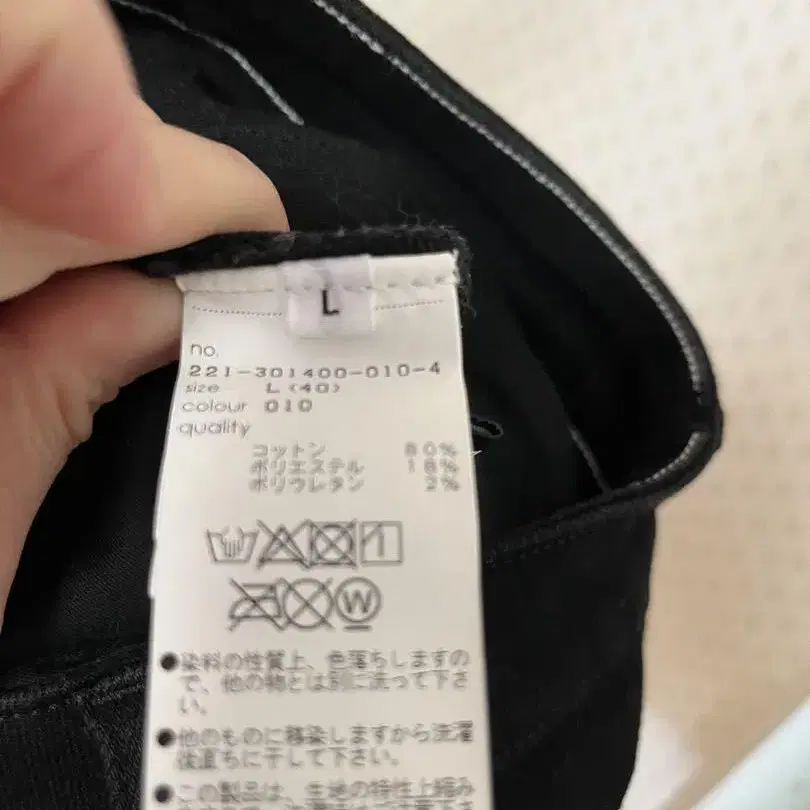 L
no.
221-301400-010-4
size L (40)
colour 010
quality
コットン 80%
ポリエステル 18%
ポリウレタン 2%
W
●染料の性質上、色落ちしますの
で、他の物とは別に洗って下さ
い。
●他のものに移染しますから洗濯
後直ちに干して下さい。
●この製品は、生地の特性上縮み